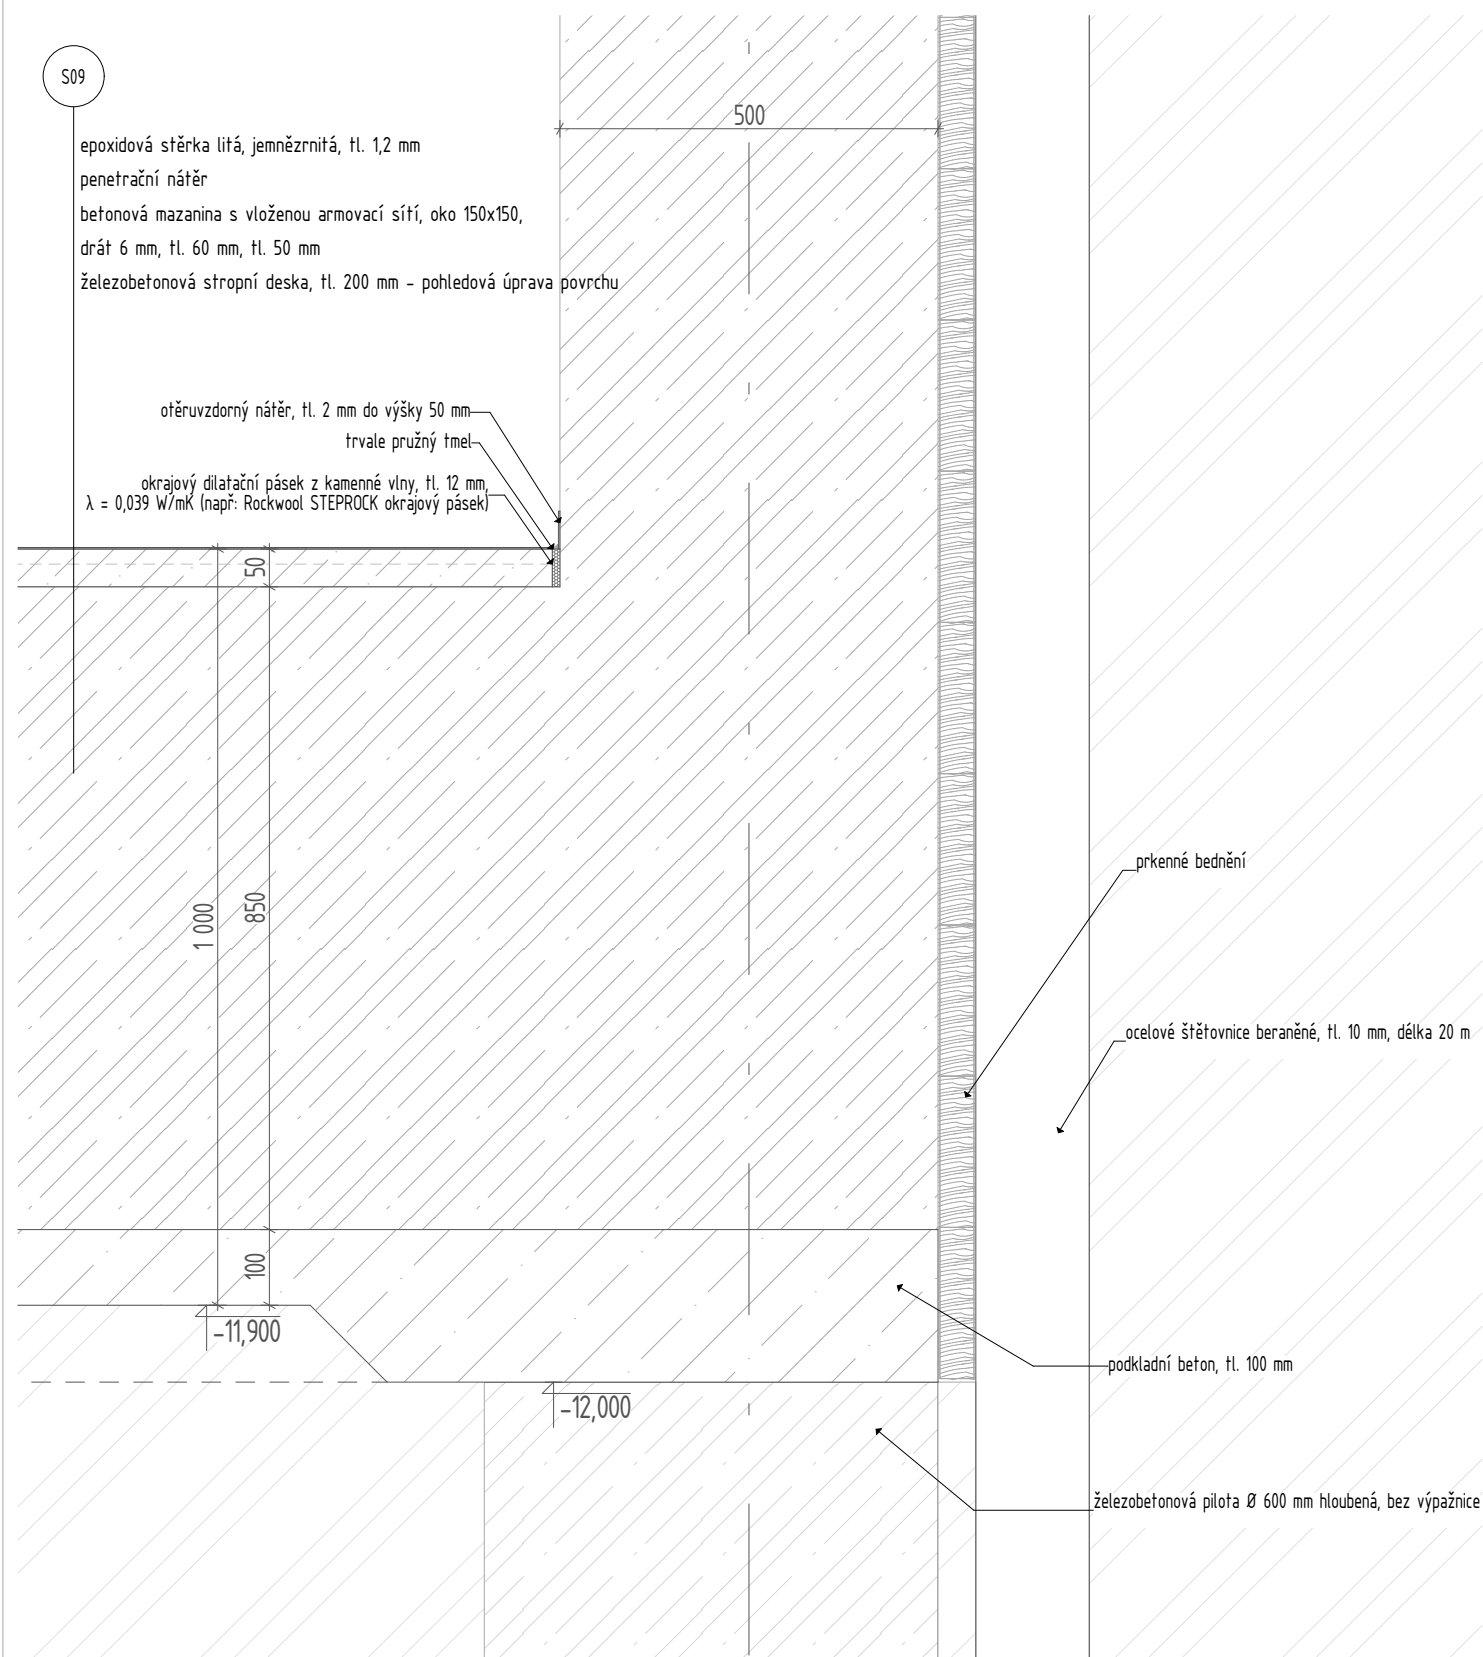 S09
epoxidová stěrka litá, jemnězrnitá, tl. 1,2 mm
penetrační nátěr
betonová mazanina s vloženou armovací sítí, oko 150x150,
drát 6 mm, tl. 60 mm, tl. 50 mm
železobetonová stropní deska, tl. 200 mm - pohledová úprava povrchu
500
otěruvzdorný nátěr, tl. 2 mm do výšky 50 mm
trvale pružný tmel
okrajový dilatační pásek z kamenné vlny, tl. 12 mm,
λ = 0,039 W/mK (např: Rockwool STEPROCK okrajový pásek)
50
1 000
850
100
prkenné bednění
ocelové štětovnice beraněné, tl. 10 mm, délka 20 m
-11,900
podkladní beton, tl. 100 mm
-12,000
železobetonová pilota Ø 600 mm hloubená, bez výpažnice